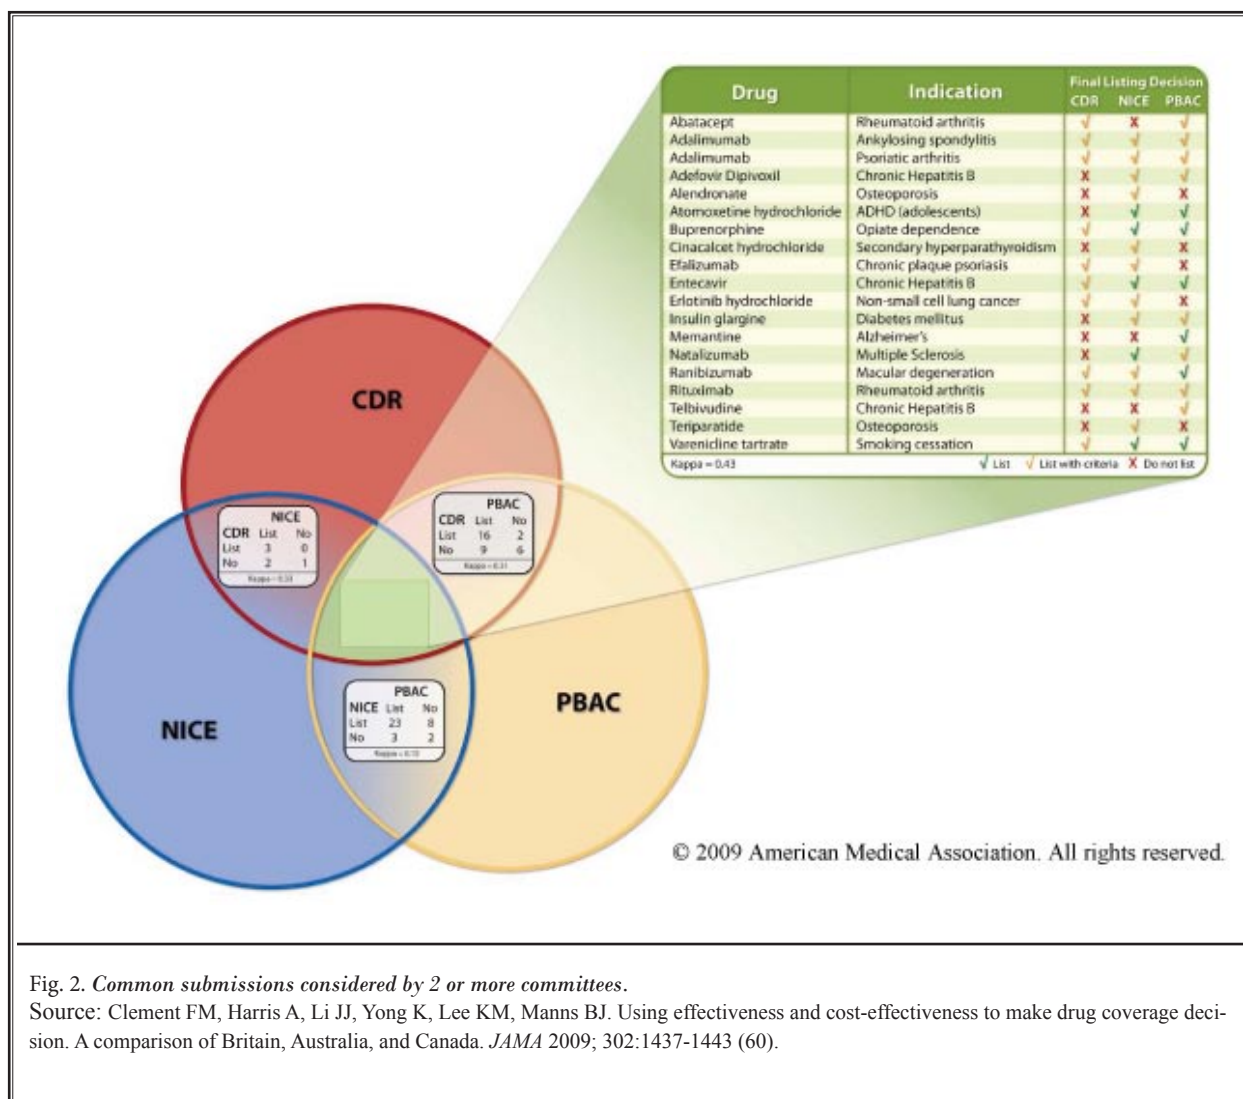 Drug Indication Final Listing Decision
CDR NICE PBAC
Abatacept Rheumatoid arthritis √ X √
Adalimumab Ankylosing spondylitis √ √ √
Adalimumab Psoriatic arthritis √ √ √
Adefovir Dipivoxil Chronic Hepatitis B X √ √
Alendronate Osteoporosis X √ X
Atomoxetine hydrochloride ADHD (adolescents) X √ √
Buprenorphine Opiate dependence √ √ √
Cinacalcet hydrochloride Secondary hyperparathyroidism X √ X
Efalizumab Chronic plaque psoriasis √ √ X
Entecavir Chronic Hepatitis B √ √ √
Erlotinib hydrochloride Non-small cell lung cancer √ √ X
Insulin glargine Diabetes mellitus X √ √
Memantine Alzheimer's X X √
Natalizumab Multiple Sclerosis X √ √
Ranibizumab Macular degeneration √ √ √
Rituximab Rheumatoid arthritis √ √ √
Telbivudine Chronic Hepatitis B X X √
Teriparatide Osteoporosis X √ X
Varenicline tartrate Smoking cessation √ √ √
Kappa = 0.43 √ List √ List with criteria X Do not list
CDR
NICE
CDR List No
List 3 0
No 2 1
PBAC
CDR List No
List 16 2
No 9 6
PBAC
NICE List No
List 23 8
No 3 2
NICE
PBAC
© 2009 American Medical Association. All rights reserved.
Fig. 2. Common submissions considered by 2 or more committees.
Source: Clement FM, Harris A, Li JJ, Yong K, Lee KM, Manns BJ. Using effectiveness and cost-effectiveness to make drug coverage deci-
sion. A comparison of Britain, Australia, and Canada. JAMA 2009; 302:1437-1443 (60).